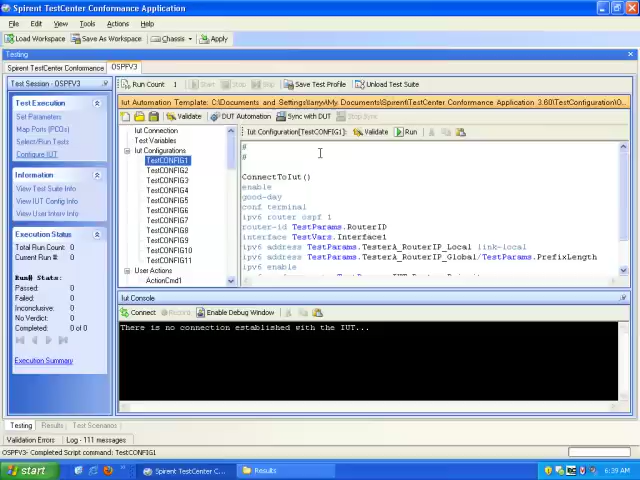 Spirent TestCenter Conformance Application
File Edit View Tools Actions Help
Load Workspace Save As Workspace Chassis Apply
Testing
Spirent TestCenter Conformance OSPFV3
Test Session - OSPFV3
Test Execution
Set Parameters
Map Ports (PCOs)
Select/Run Tests
Configure IUT
Information
View Test Suite Info
View IUT Config Info
View User Interv Info
Execution Status
Total Run Count: 0
Current Run #: 0
Run# Stats:
Passed: 0
Failed: 0
Inconclusive: 0
No Verdict: 0
Completed: 0 of 0
Execution Summary
Run Count: 1 Start Stop Skip Save Test Profile Unload Test Suite
Iut Automation Template: C:\Documents and Settings\larry\My Documents\Spirent\TestCenter Conformance Application 3.60\TestConfiguration\O...
Validate DUT Automation Sync with DUT Stop Sync
Iut Connection
Test Variables
Iut Configurations
TestCONFIG1
TestCONFIG2
TestCONFIG3
TestCONFIG4
TestCONFIG5
TestCONFIG6
TestCONFIG7
TestCONFIG8
TestCONFIG9
TestCONFIG10
TestCONFIG11
User Actions
ActionCmd1
Iut Configuration[TestCONFIG1]: Validate Run
#
#
ConnectToIut()
enable
good-day
conf terminal
ipv6 router ospf 1
router-id TestParams.RouterID
interface TestVars.Interface1
ipv6 address TestParams.TesterA_RouterIP_Local link-local
ipv6 address TestParams.TesterA_RouterIP_Global/TestParams.PrefixLength
ipv6 enable
Iut Console
Connect Record Enable Debug Window
There is no connection established with the IUT...
Testing Results Test Scenarios
Validation Errors Log - 111 messages
OSPFV3- Completed Script command: TestCONFIG1
start Spirent TestCenter C... Results 6:39 AM